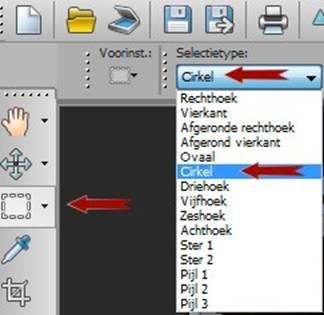 Voorinst.: Selectietype:
Cirkel
Rechthoek
Vierkant
Afgeronde rechthoek
Afgerond vierkant
Ovaal
Cirkel
Driehoek
Vijfhoek
Zeshoek
Achthoek
Ster 1
Ster 2
Pijl 1
Pijl 2
Pijl 3